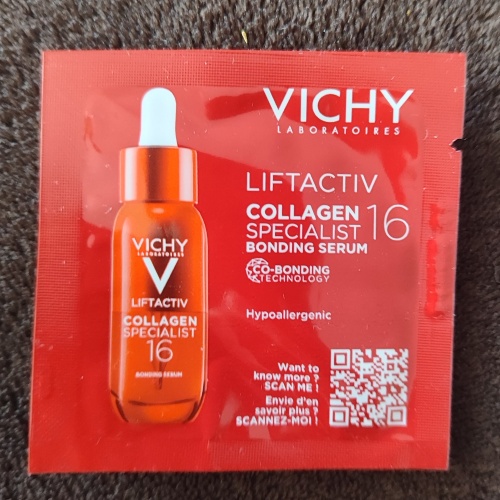 VICHY
LABORATOIRES
LIFTACTIV
COLLAGEN
SPECIALIST 16
BONDING SERUM
CO-BONDING
TECHNOLOGY
Hypoallergenic
Want to
know more ?
SCAN ME !
Envie d'en
savoir plus ?
SCANNEZ-MOI !
VICHY
LABORATOIRES
V
LIFTACTIV
COLLAGEN
SPECIALIST
16
BONDING SERUM